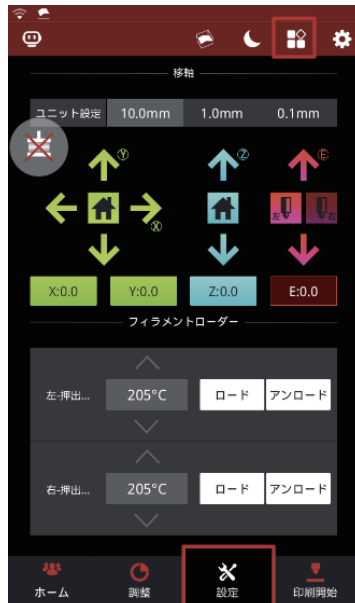 移軸
ユニット設定 10.0mm 1.0mm 0.1mm
Y Z E
左 右
X
X:0.0 Y:0.0 Z:0.0 E:0.0
フィラメントローダー
左-押出... 205°C ロード アンロード
右-押出... 205°C ロード アンロード
ホーム 調整 設定 印刷開始